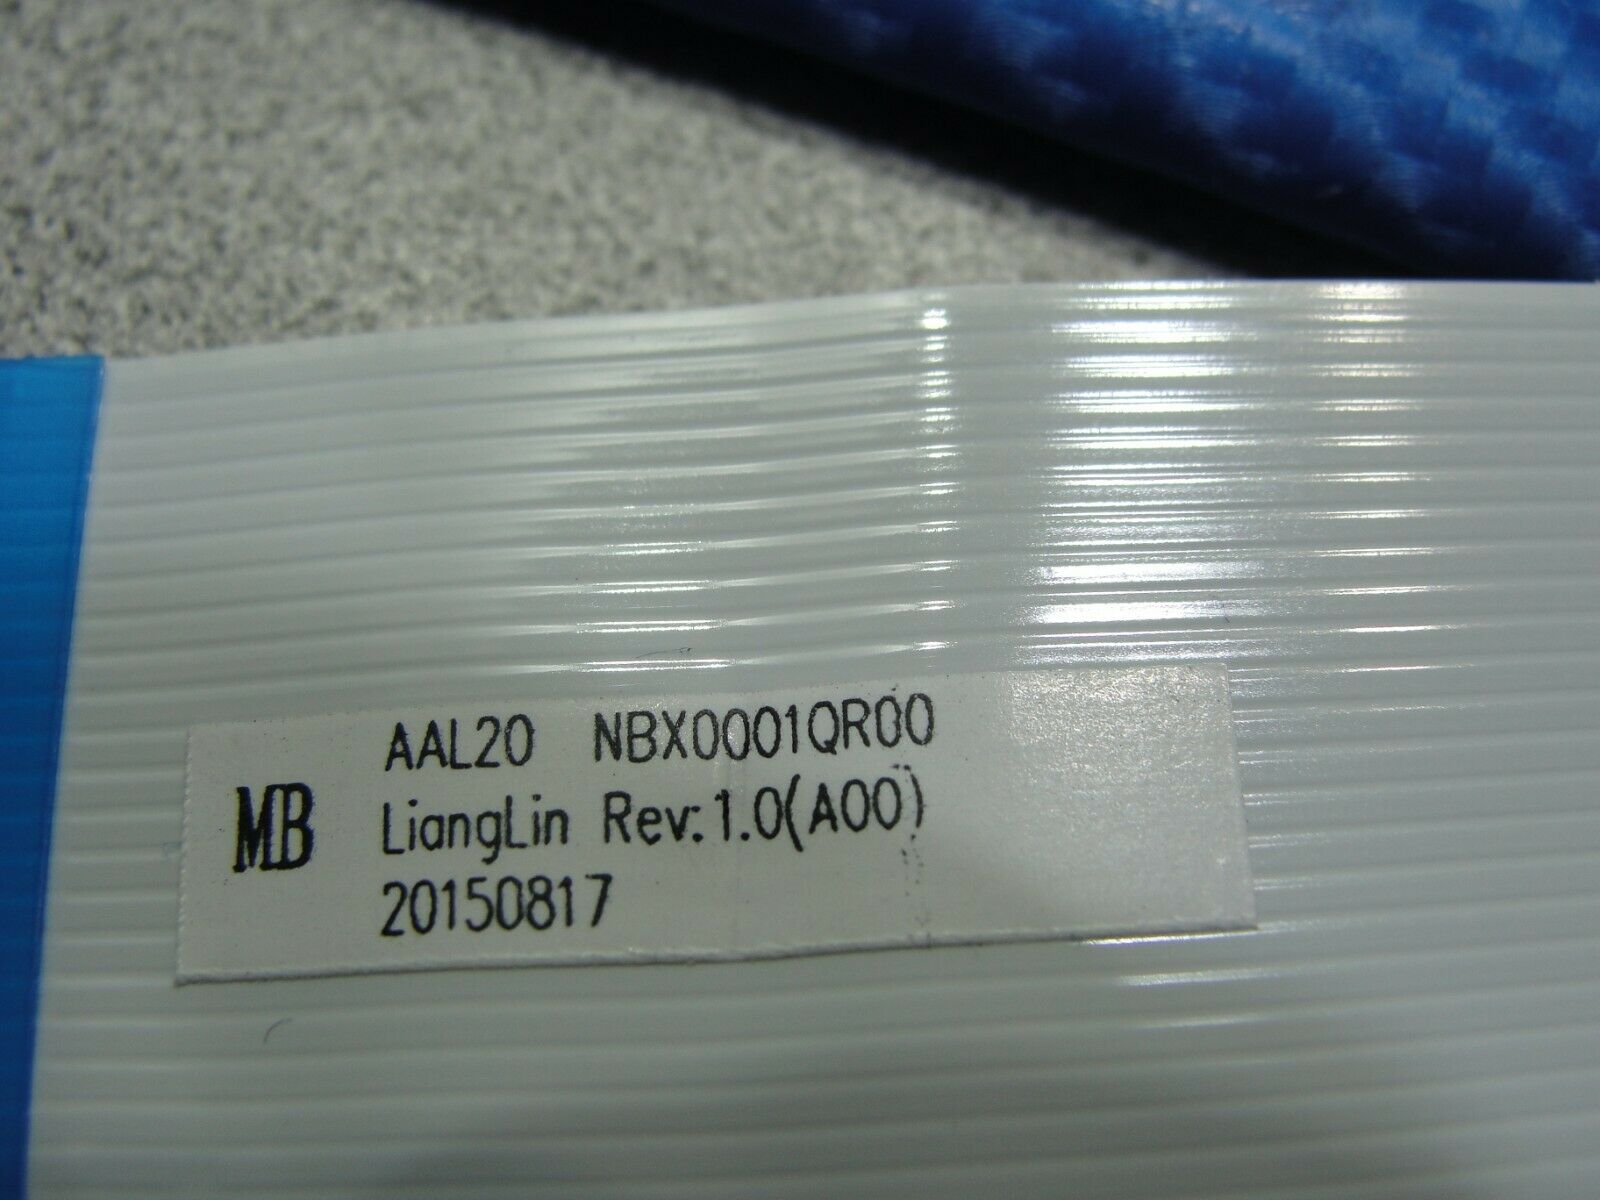 AAL20 NBX0001QR00
MB LiangLin Rev:1.0(A00)
20150817